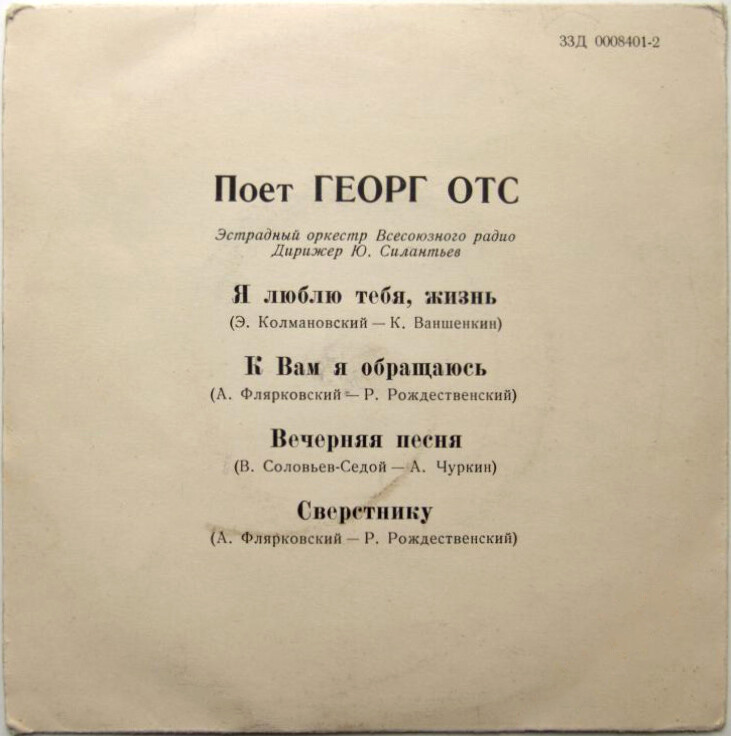 33Д 0008401-2
Поет ГЕОРГ ОТС
Эстрадный оркестр Всесоюзного радио
Дирижер Ю. Силантьев
Я люблю тебя, жизнь
(Э. Колмановский — К. Ваншенкин)
К Вам я обращаюсь
(А. Флярковский — Р. Рождественский)
Вечерняя песня
(В. Соловьев-Седой — А. Чуркин)
Сверстнику
(А. Флярковский — Р. Рождественский)